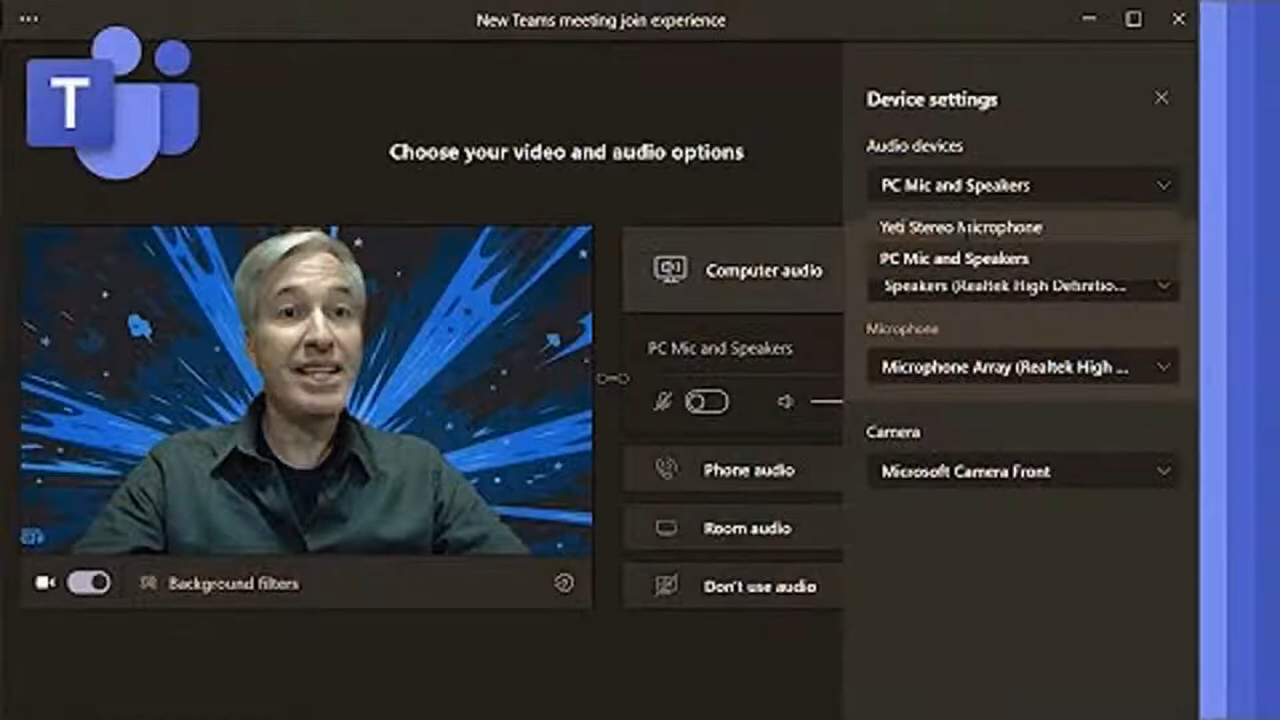 New Teams meeting join experience
T
Choose your video and audio options
Computer audio
PC Mic and Speakers
Phone audio
Room audio
Don't use audio
Background filters
Device settings
Audio devices
PC Mic and Speakers
Yeti Stereo Microphone
PC Mic and Speakers
Speakers (Realtek High Definitio...
Microphone
Microphone Array (Realtek High ...
Camera
Microsoft Camera Front